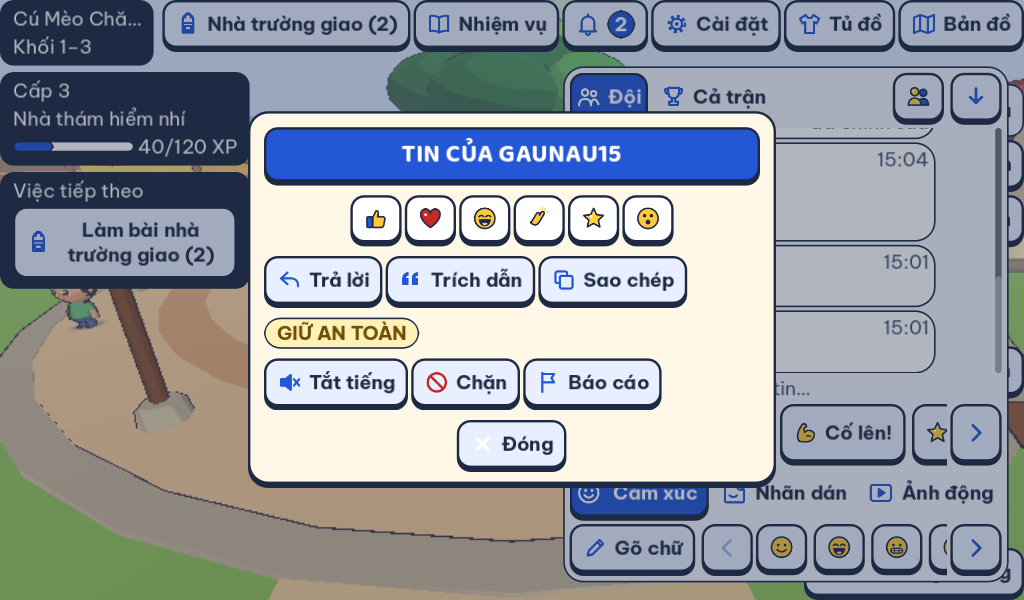 Cú Mèo Chă...
Khối 1–3
Nhà trường giao (2)
Nhiệm vụ
2
Cài đặt
Tủ đồ
Bản đồ
Cấp 3
Nhà thám hiểm nhí
40/120 XP
Việc tiếp theo
Làm bài nhà
trường giao (2)
Đội
Cả trận
15:04
15:01
15:01
tin...
TIN CỦA GAUNAU15
Trả lời
Trích dẫn
Sao chép
GIỮ AN TOÀN
Tắt tiếng
Chặn
Báo cáo
Đóng
Cố lên!
Cảm xúc
Nhãn dán
Ảnh động
Gõ chữ